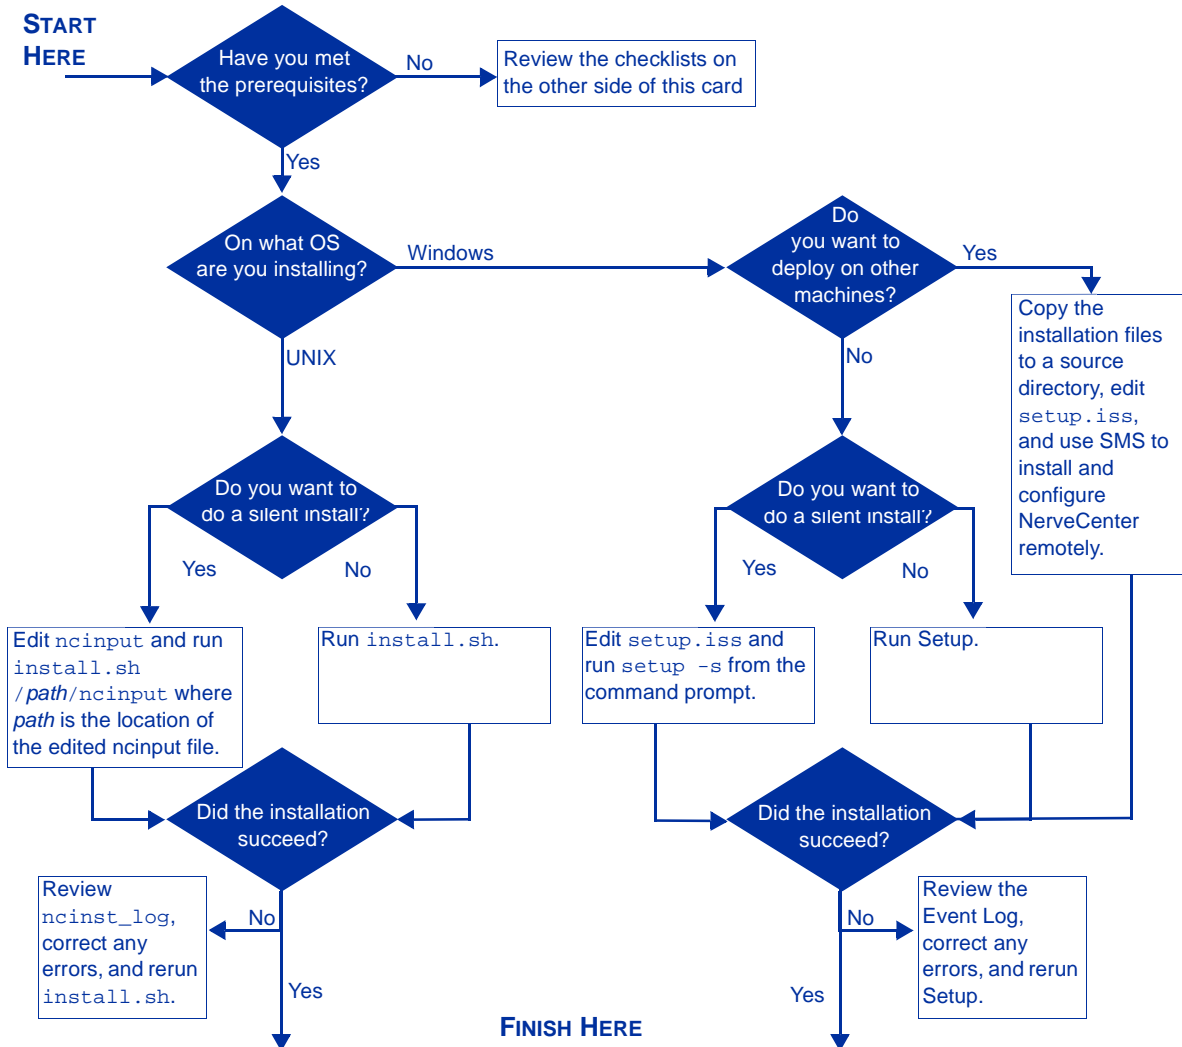 START
HERE
Have you met
the prerequisites?
No
Review the checklists on
the other side of this card
Yes
On what OS
are you installing?
Windows
Do
you want to
deploy on other
machines?
Yes
Copy the
installation files
to a source
directory, edit
setup.iss,
and use SMS to
install and
configure
NerveCenter
remotely.
UNIX
No
Do you want to
do a silent install?
Yes
No
Do you want to
do a silent install?
Yes
No
Edit ncinput and run
install.sh
/path/ncinput where
path is the location of
the edited ncinput file.
Run install.sh.
Edit setup.iss and
run setup -s from the
command prompt.
Run Setup.
Did the installation
succeed?
Did the installation
succeed?
Review
ncinst_log,
correct any
errors, and rerun
install.sh.
No
Yes
No
Review the
Event Log,
correct any
errors, and rerun
Setup.
Yes
FINISH HERE